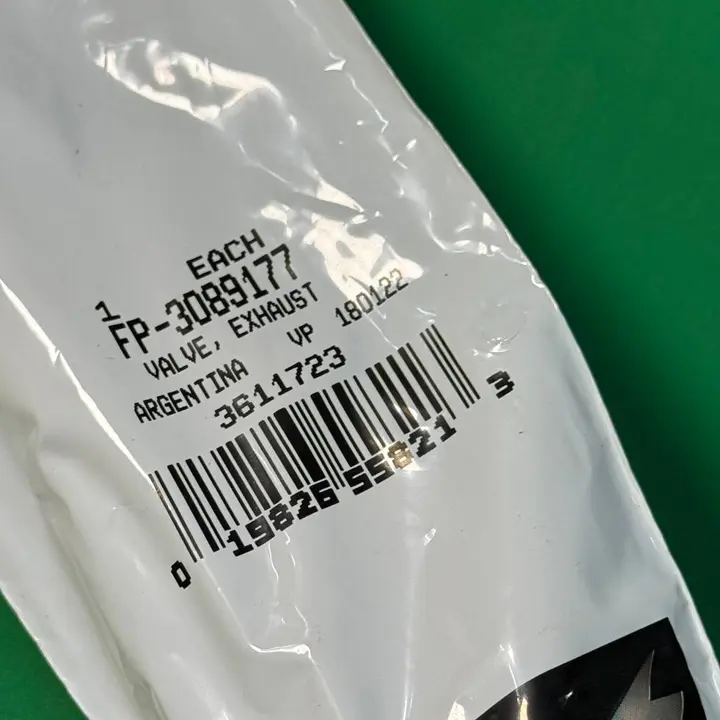 1 EACH
FP-3089177
VALVE, EXHAUST
ARGENTINA VP 180122
3611723
0 19826 55821 3